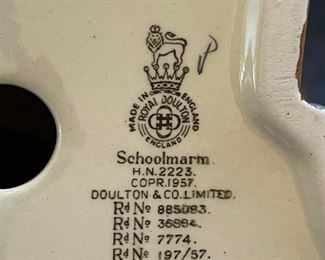 P
MADE IN ENGLAND
ROYAL DOULTON
ENGLAND
Schoolmarm
H.N.2223.
COPR.1957.
DOULTON & CO. LIMITED.
Rd No 885083.
Rd No 36884.
Rd No 7774.
Rd No 197/57.